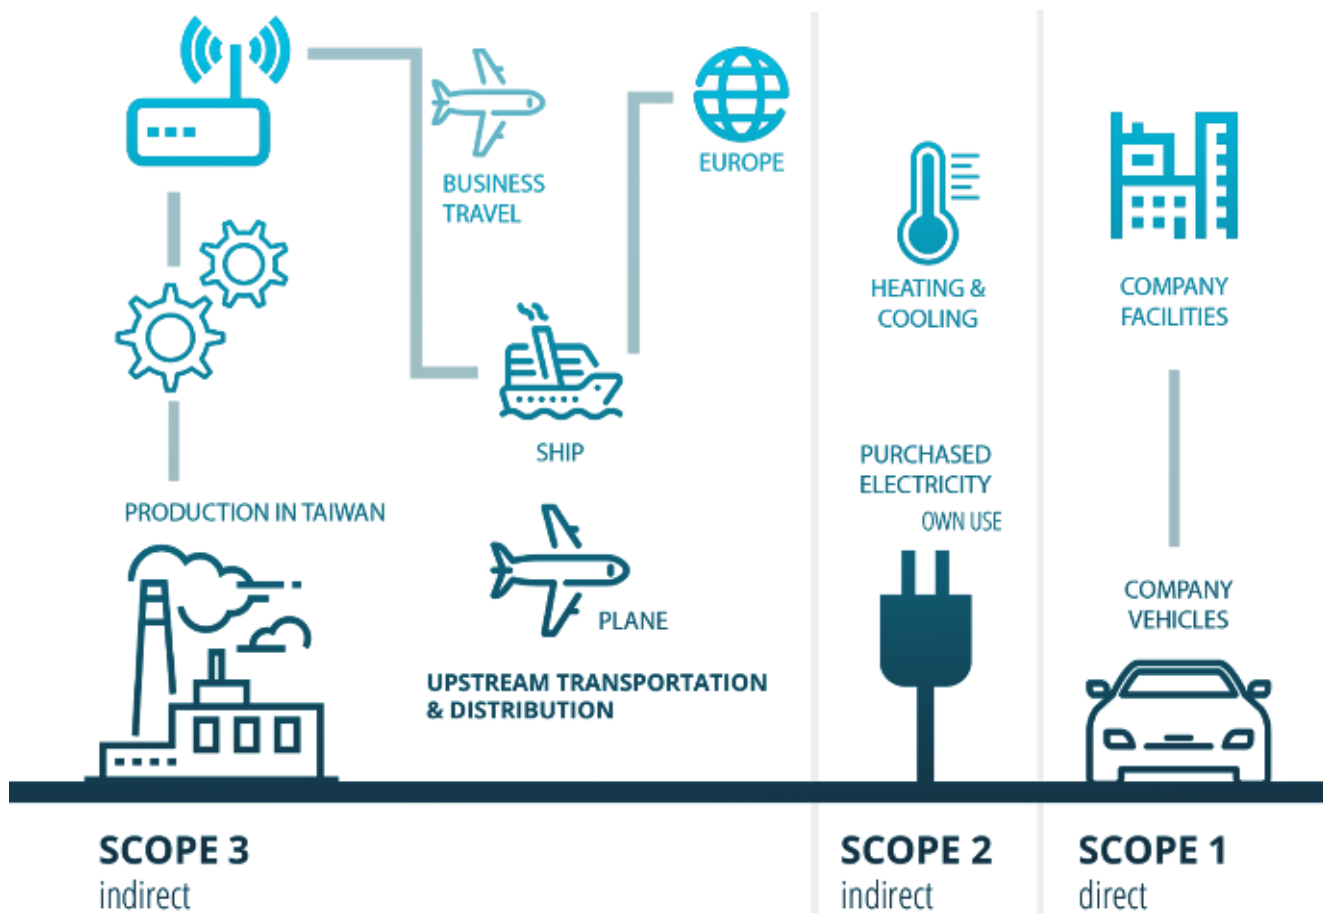 BUSINESS
TRAVEL
EUROPE
SHIP
PRODUCTION IN TAIWAN
PLANE
UPSTREAM TRANSPORTATION
& DISTRIBUTION
SCOPE 3
indirect
HEATING &
COOLING
PURCHASED
ELECTRICITY
OWN USE
SCOPE 2
indirect
COMPANY
FACILITIES
COMPANY
VEHICLES
SCOPE 1
direct